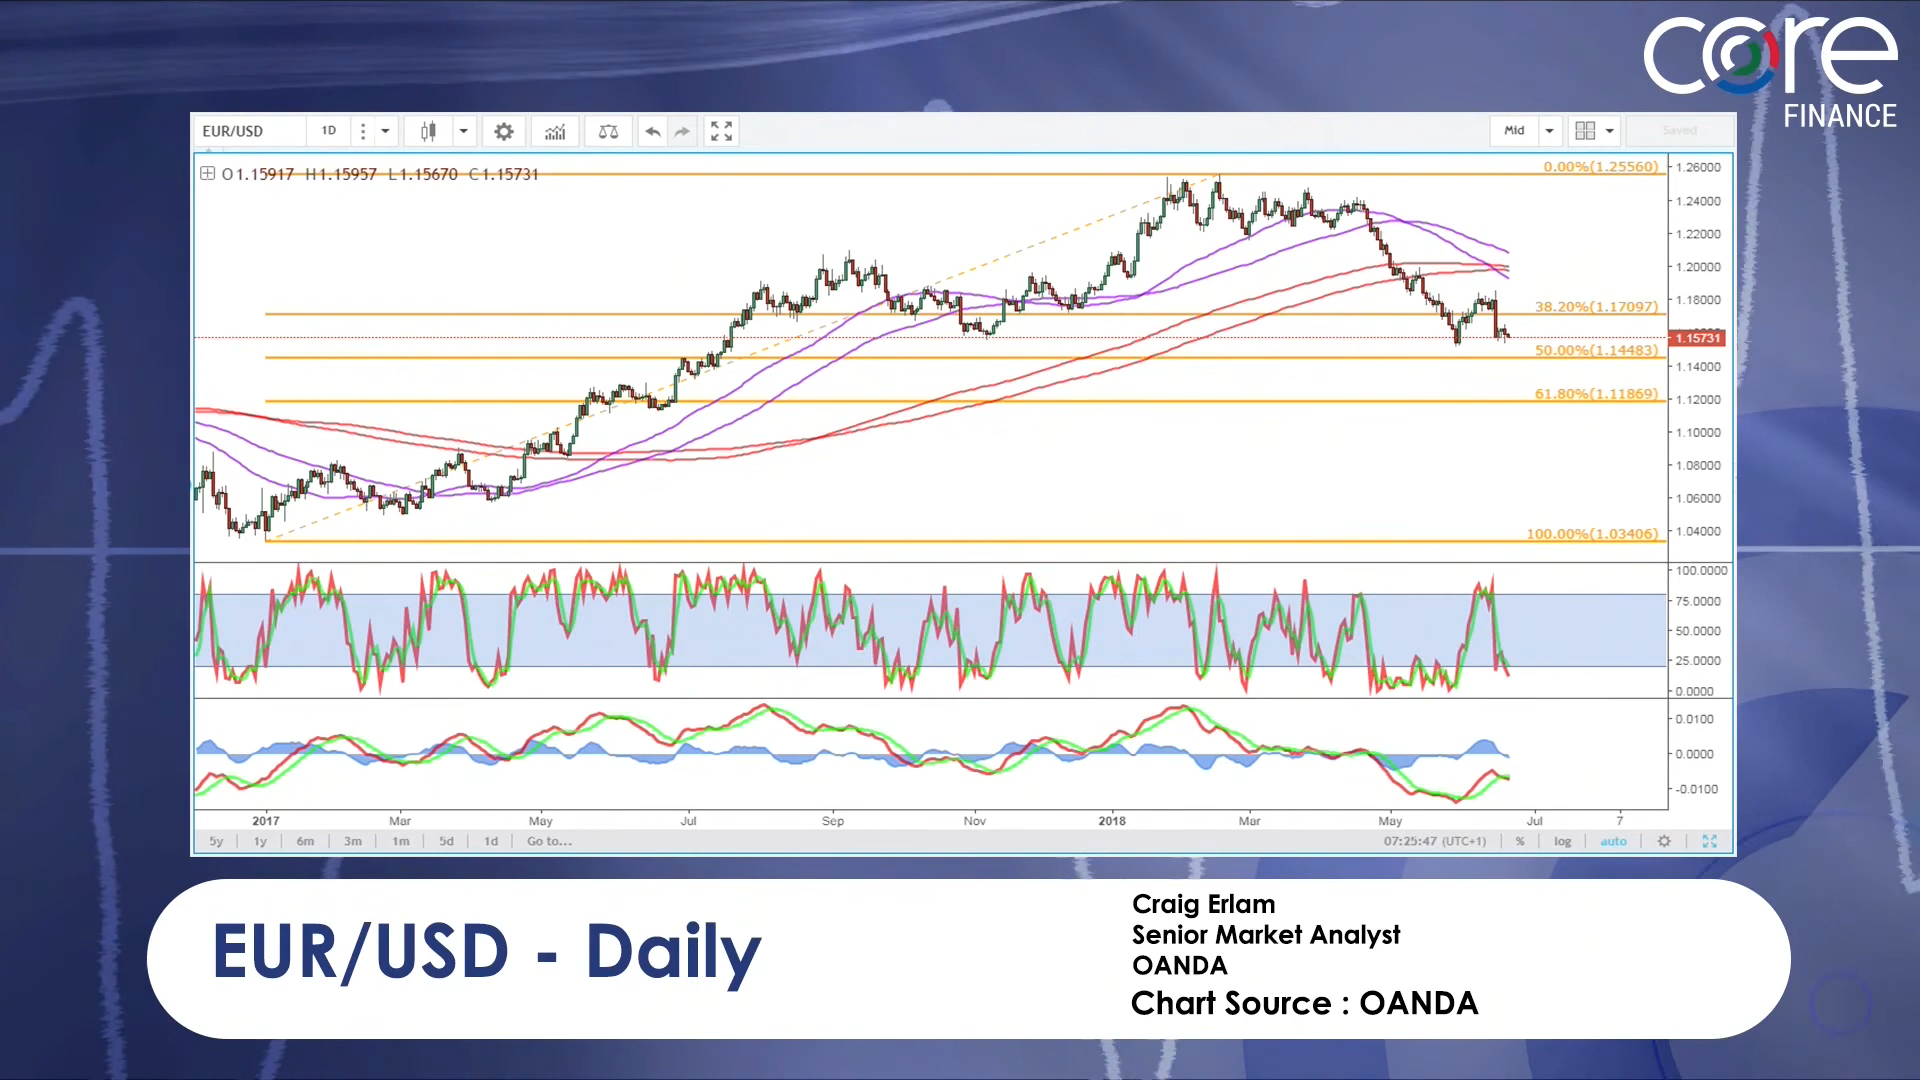 core
FINANCE
EUR/USD 1D Mid Saved
O1.15917 H1.15957 L1.15670 C1.15731
0.00%(1.25560)
38.20%(1.17097)
50.00%(1.14483)
61.80%(1.11869)
100.00%(1.03406)
1.26000
1.24000
1.22000
1.20000
1.18000
1.15731
1.14000
1.12000
1.10000
1.08000
1.06000
1.04000
100.0000
75.0000
50.0000
25.0000
0.0000
0.0100
0.0000
-0.0100
2017 Mar May Jul Sep Nov 2018 Mar May Jul 7
5y 1y 6m 3m 1m 5d 1d Go to... 07:25:47 (UTC+1) % log auto
EUR/USD - Daily
Craig Erlam
Senior Market Analyst
OANDA
Chart Source : OANDA